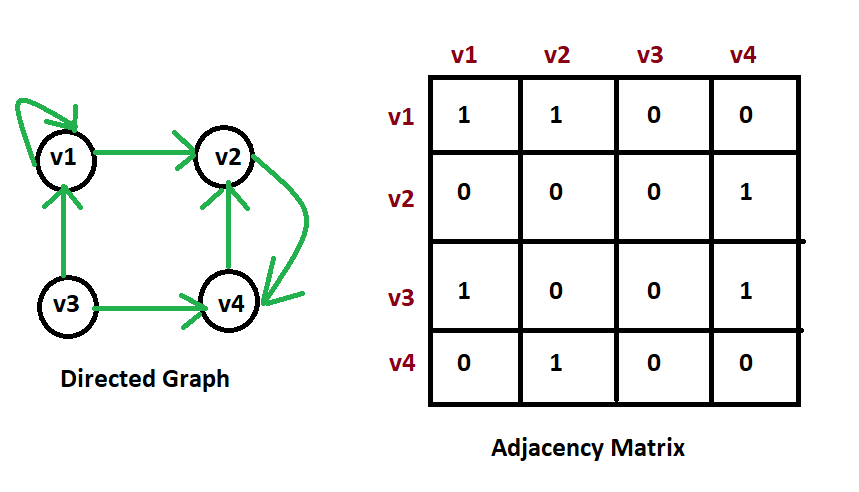 v1 v2 v3 v4
v1 1 1 0 0
v2 0 0 0 1
v3 1 0 0 1
v4 0 1 0 0
v1 v2
v3 v4
Directed Graph
Adjacency Matrix